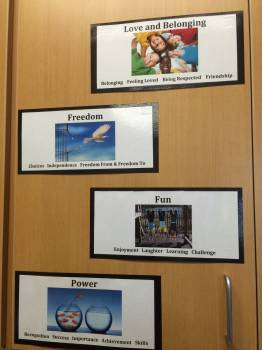 Love and Belonging
Belonging Feeling Loved Being Respected Friendship
Freedom
Choices Independence Freedom From & Freedom To
Fun
Enjoyment Laughter Learning Challenge
Power
Recognition Success Importance Achievement Skills